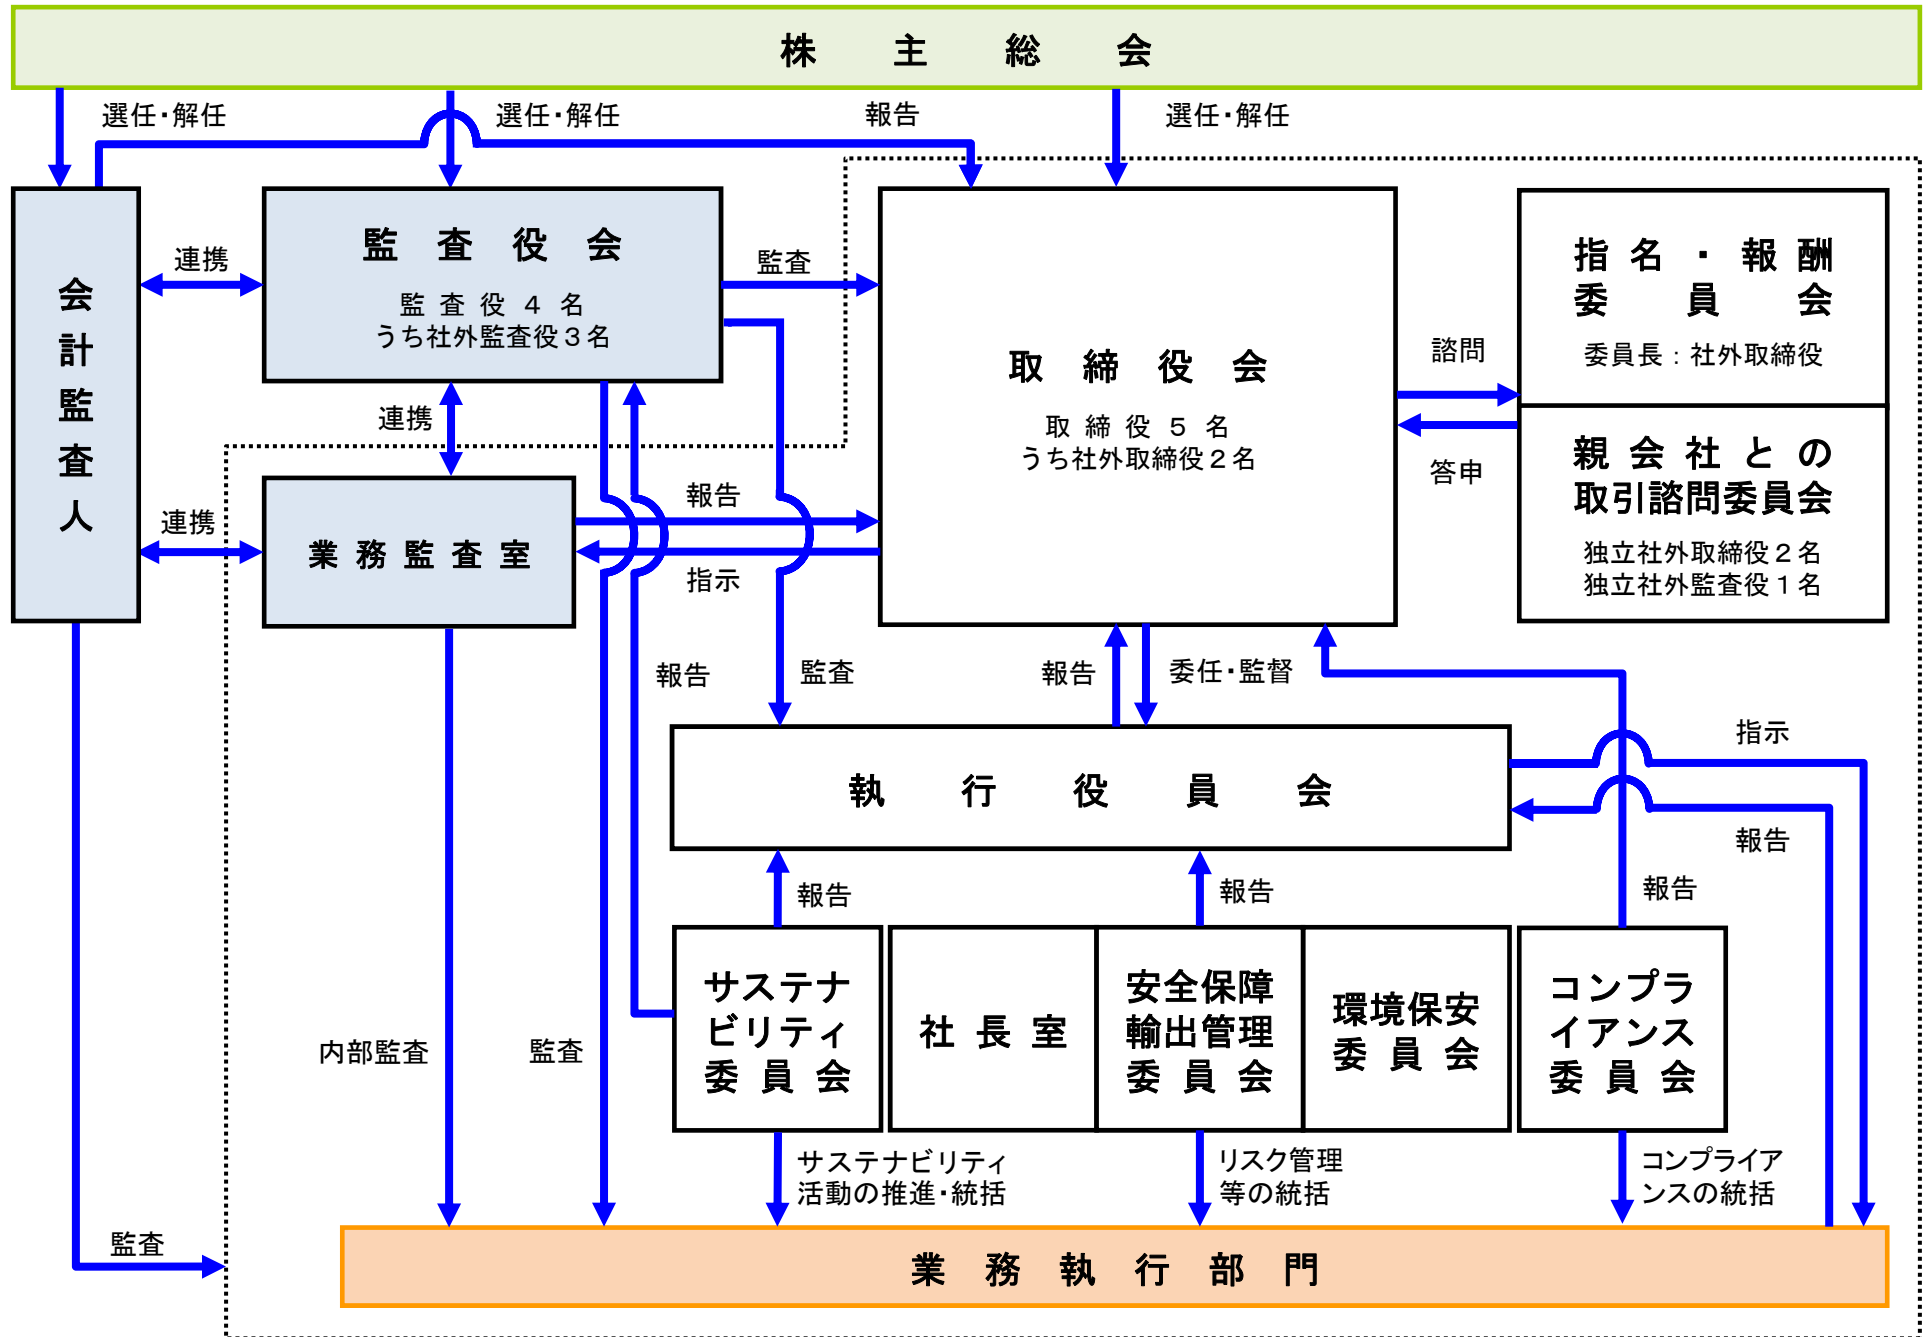 株主総会
選任・解任
選任・解任
報告
選任・解任
会計監査人
連携
監査役会
監査役４名
うち社外監査役３名
監査
取締役会
取締役５名
うち社外取締役２名
諮問
答申
指名・報酬
委員会
委員長：社外取締役
親会社との
取引諮問委員会
独立社外取締役２名
独立社外監査役１名
連携
連携
業務監査室
報告
指示
報告
監査
報告
委任・監督
執行役員会
指示
報告
報告
報告
報告
サステナ
ビリティ
委員会
社長室
安全保障
輸出管理
委員会
環境保安
委員会
コンプラ
イアンス
委員会
内部監査
監査
サステナビリティ
活動の推進・統括
リスク管理
等の統括
コンプライア
ンスの統括
監査
業務執行部門